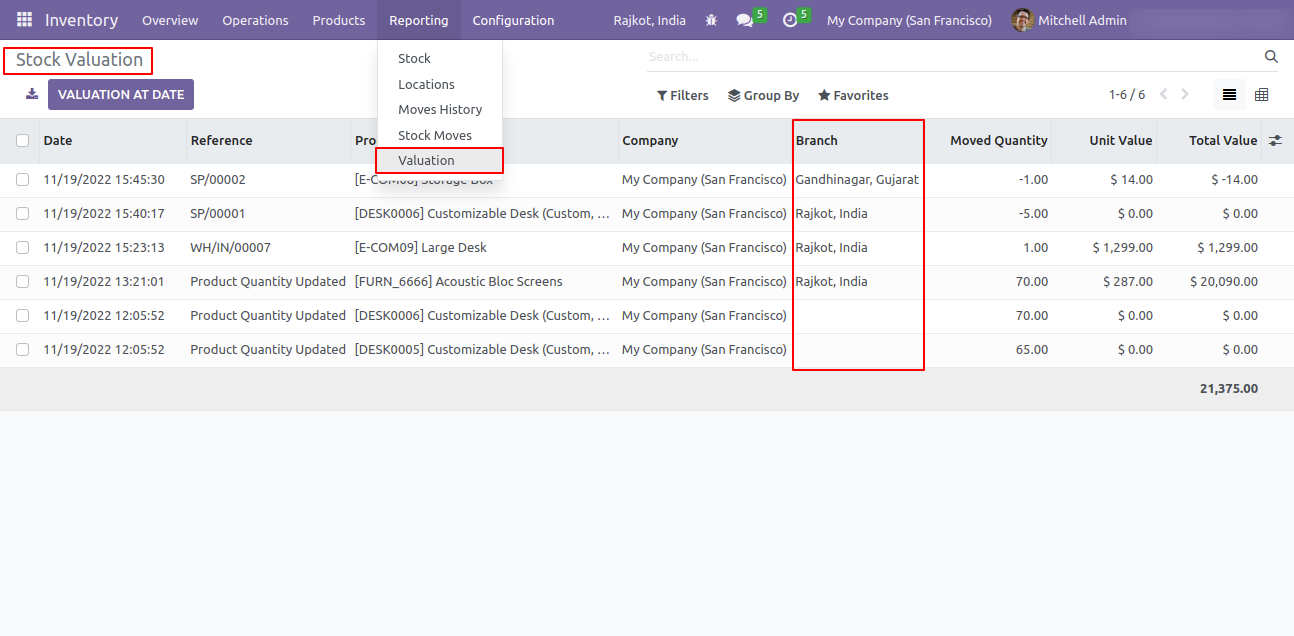 Inventory Overview Operations Products Reporting Configuration Rajkot, India 5 5 My Company (San Francisco) Mitchell Admin
Stock Valuation
Search...
VALUATION AT DATE
Filters Group By Favorites 1-6 / 6
Stock
Locations
Moves History
Stock Moves
Valuation
Date Reference Company Branch Moved Quantity Unit Value Total Value
11/19/2022 15:45:30 SP/00002 [E-COM08] Storage Box My Company (San Francisco) Gandhinagar, Gujarat -1.00 $ 14.00 $ -14.00
11/19/2022 15:40:17 SP/00001 [DESK0006] Customizable Desk (Custom, ... My Company (San Francisco) Rajkot, India -5.00 $ 0.00 $ 0.00
11/19/2022 15:23:13 WH/IN/00007 [E-COM09] Large Desk My Company (San Francisco) Rajkot, India 1.00 $ 1,299.00 $ 1,299.00
11/19/2022 13:21:01 Product Quantity Updated [FURN_6666] Acoustic Bloc Screens My Company (San Francisco) Rajkot, India 70.00 $ 287.00 $ 20,090.00
11/19/2022 12:05:52 Product Quantity Updated [DESK0006] Customizable Desk (Custom, ... My Company (San Francisco) 70.00 $ 0.00 $ 0.00
11/19/2022 12:05:52 Product Quantity Updated [DESK0005] Customizable Desk (Custom, ... My Company (San Francisco) 65.00 $ 0.00 $ 0.00
21,375.00